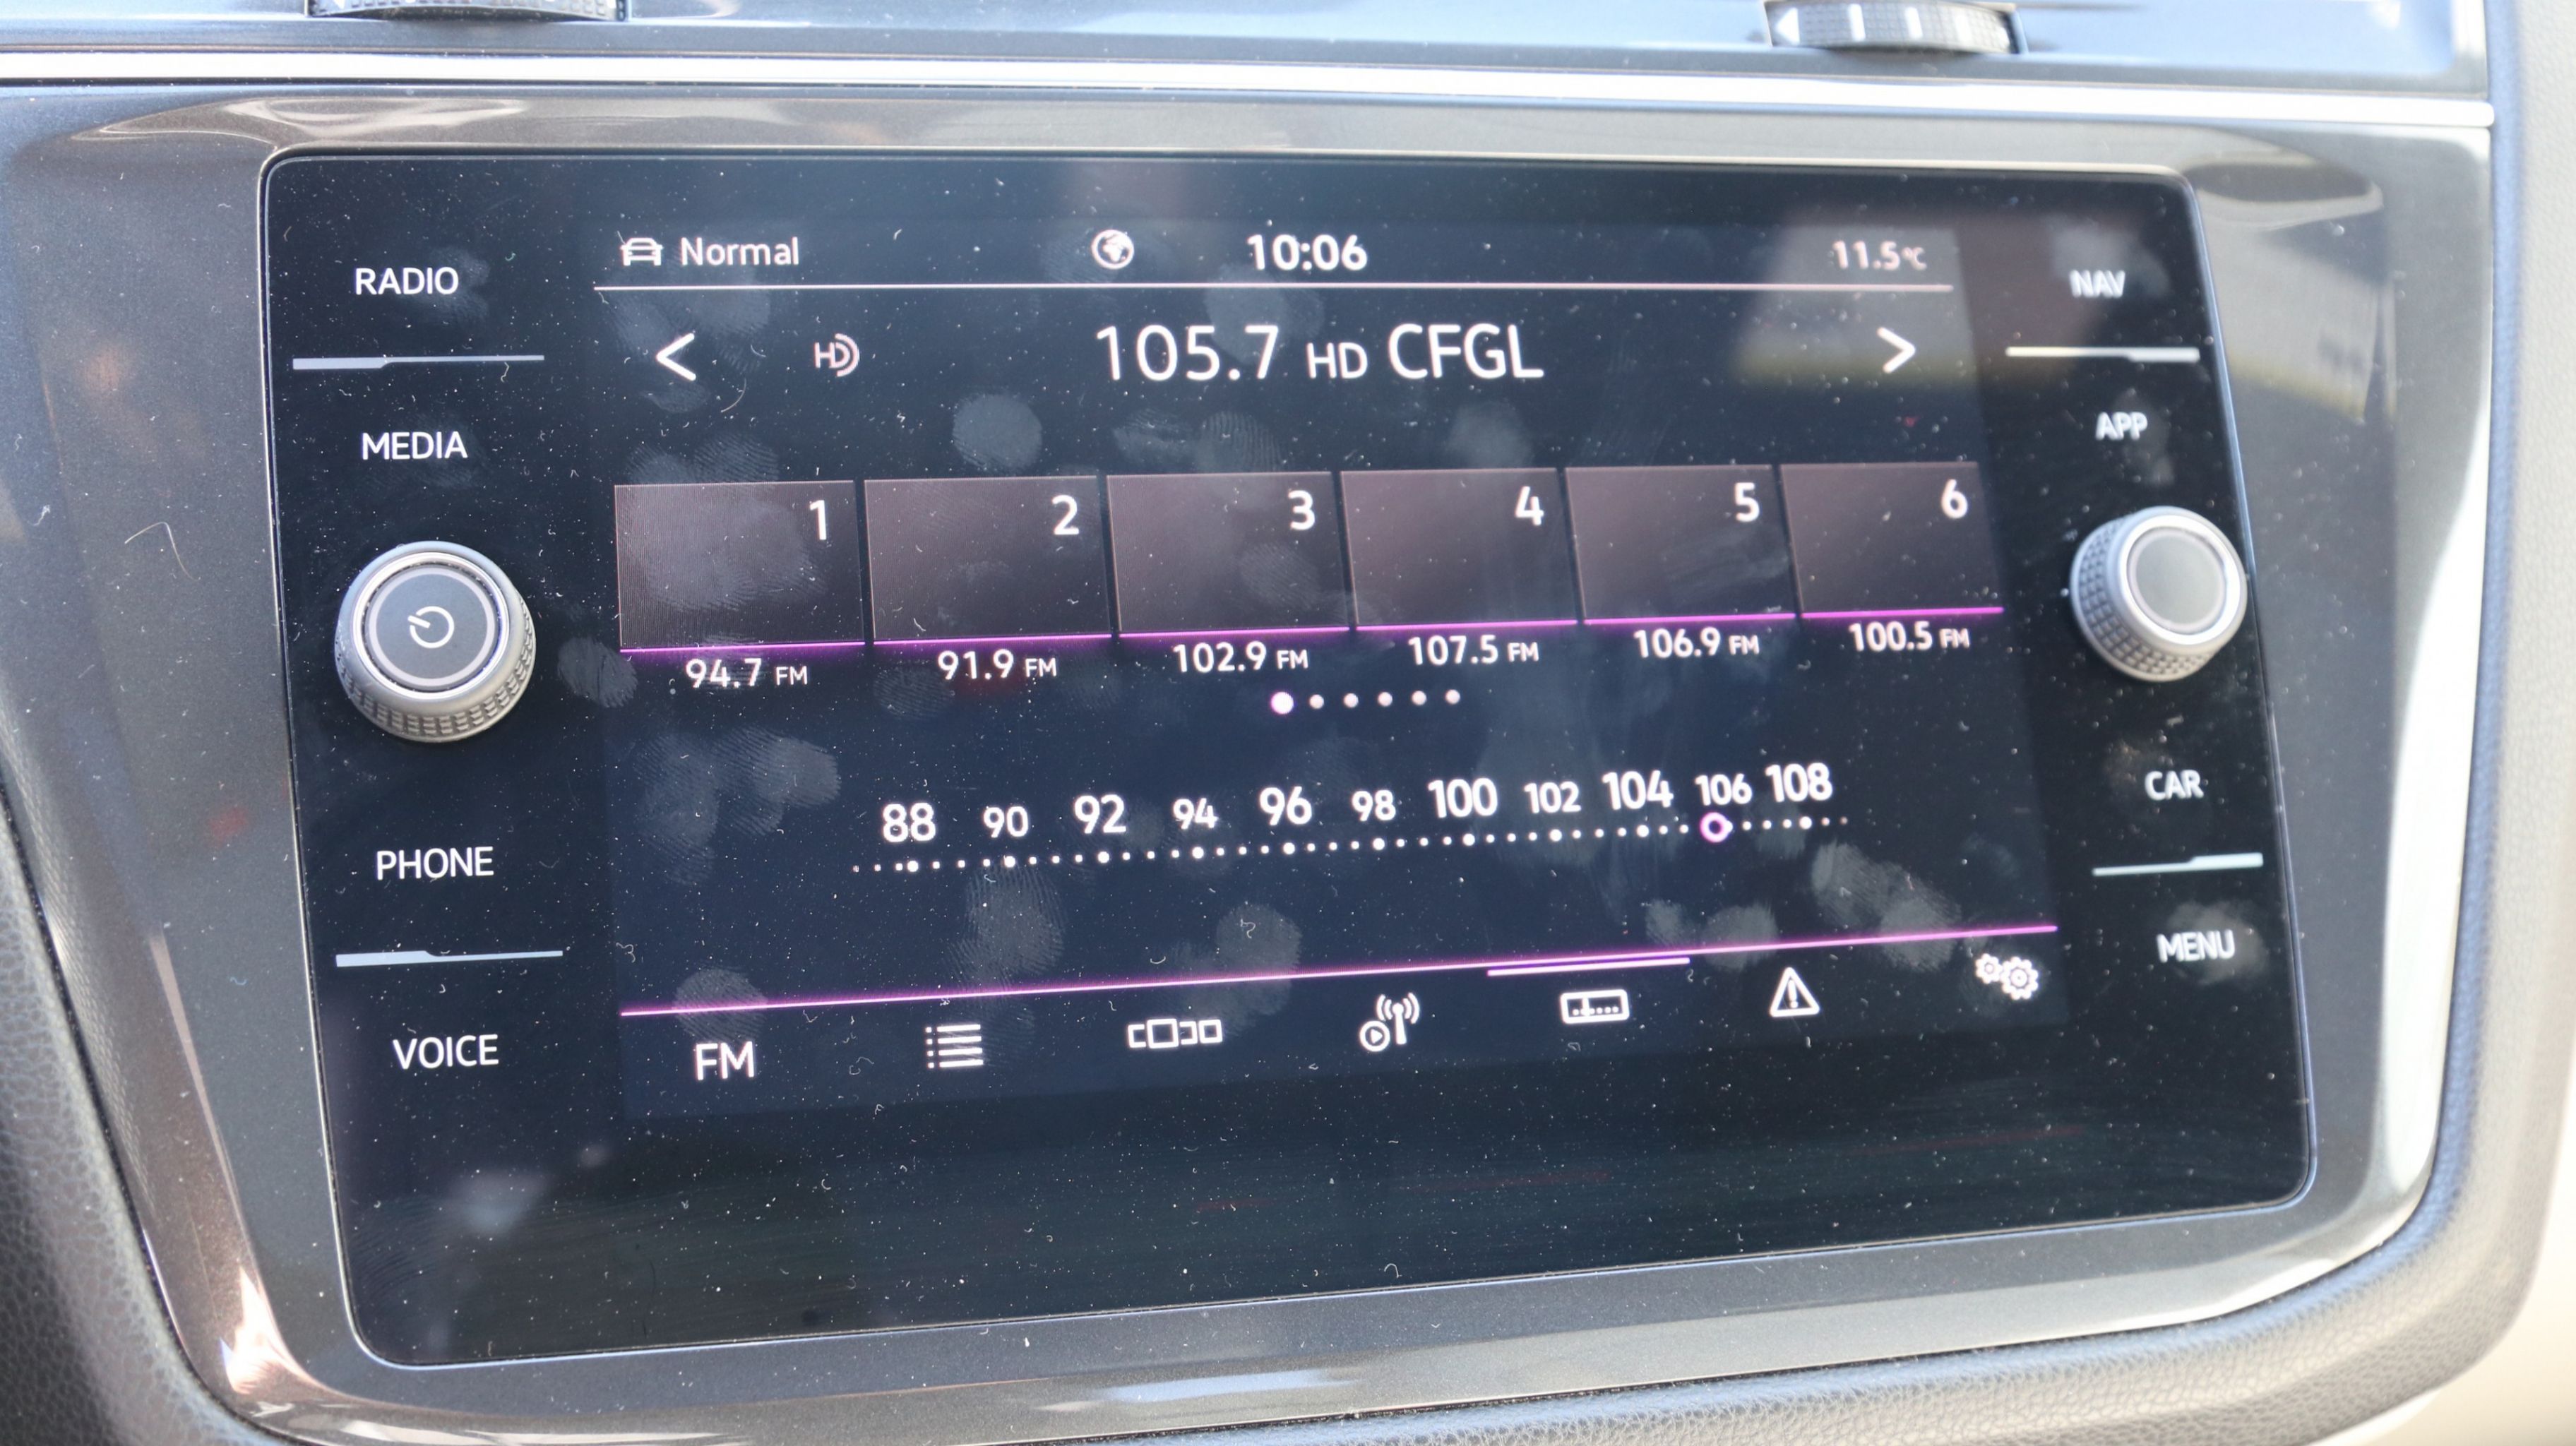 RADIO
MEDIA
PHONE
VOICE
Normal 10:06 11.5°C
< HD 105.7 HD CFGL >
1 2 3 4 5 6
94.7 FM 91.9 FM 102.9 FM 107.5 FM 106.9 FM 100.5 FM
88 90 92 94 96 98 100 102 104 106 108
FM
NAV
APP
CAR
MENU